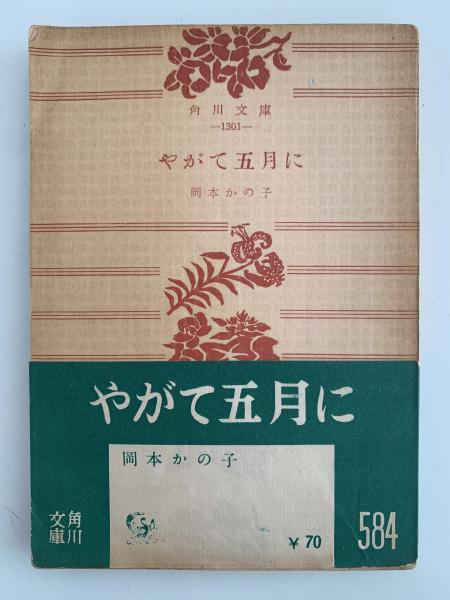 角川文庫
—1301—
やがて五月に
岡本かの子
やがて五月に
岡本かの子
角川文庫
¥70
584